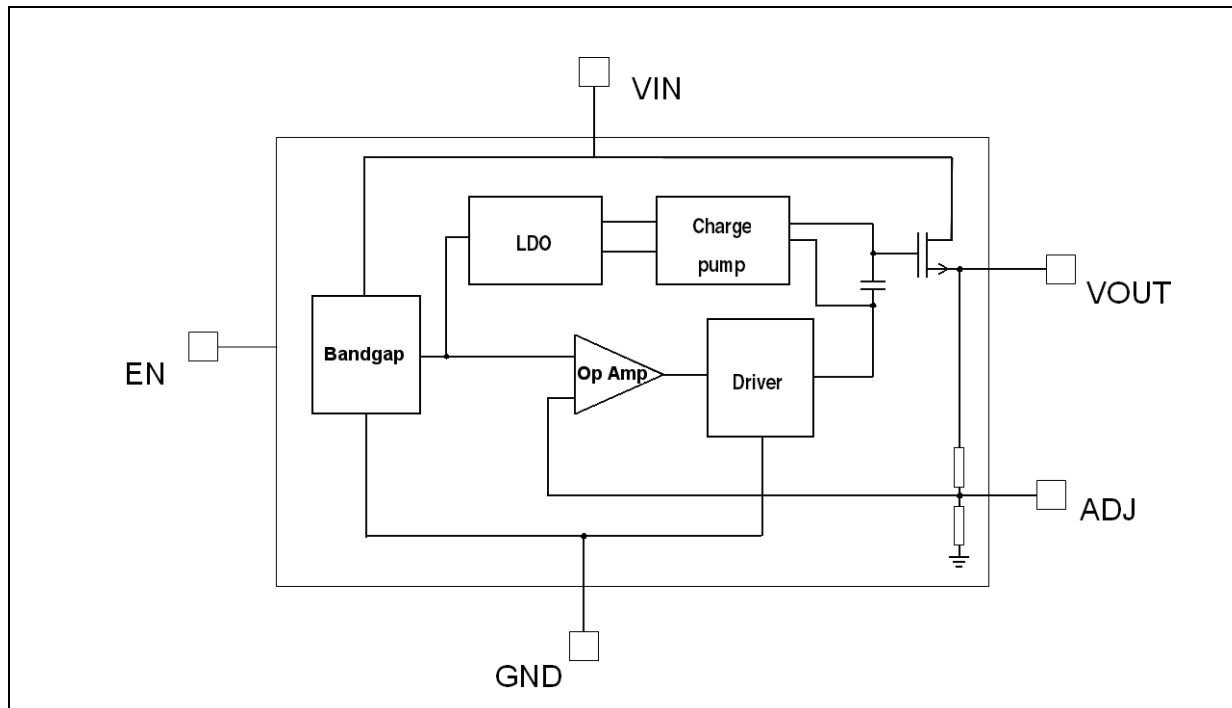 VIN
LDO
Charge
pump
VOUT
EN
Bandgap
Op Amp
Driver
ADJ
GND